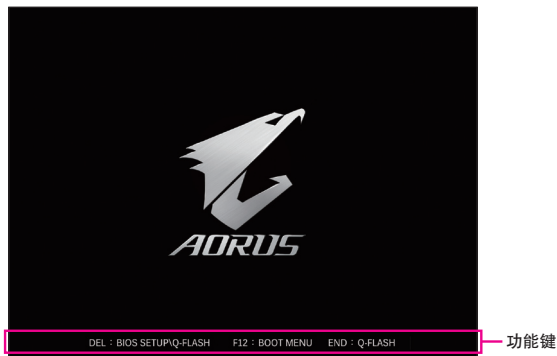 AORUS
DEL：BIOS SETUP\Q-FLASH F12：BOOT MENU END：Q-FLASH
功能键